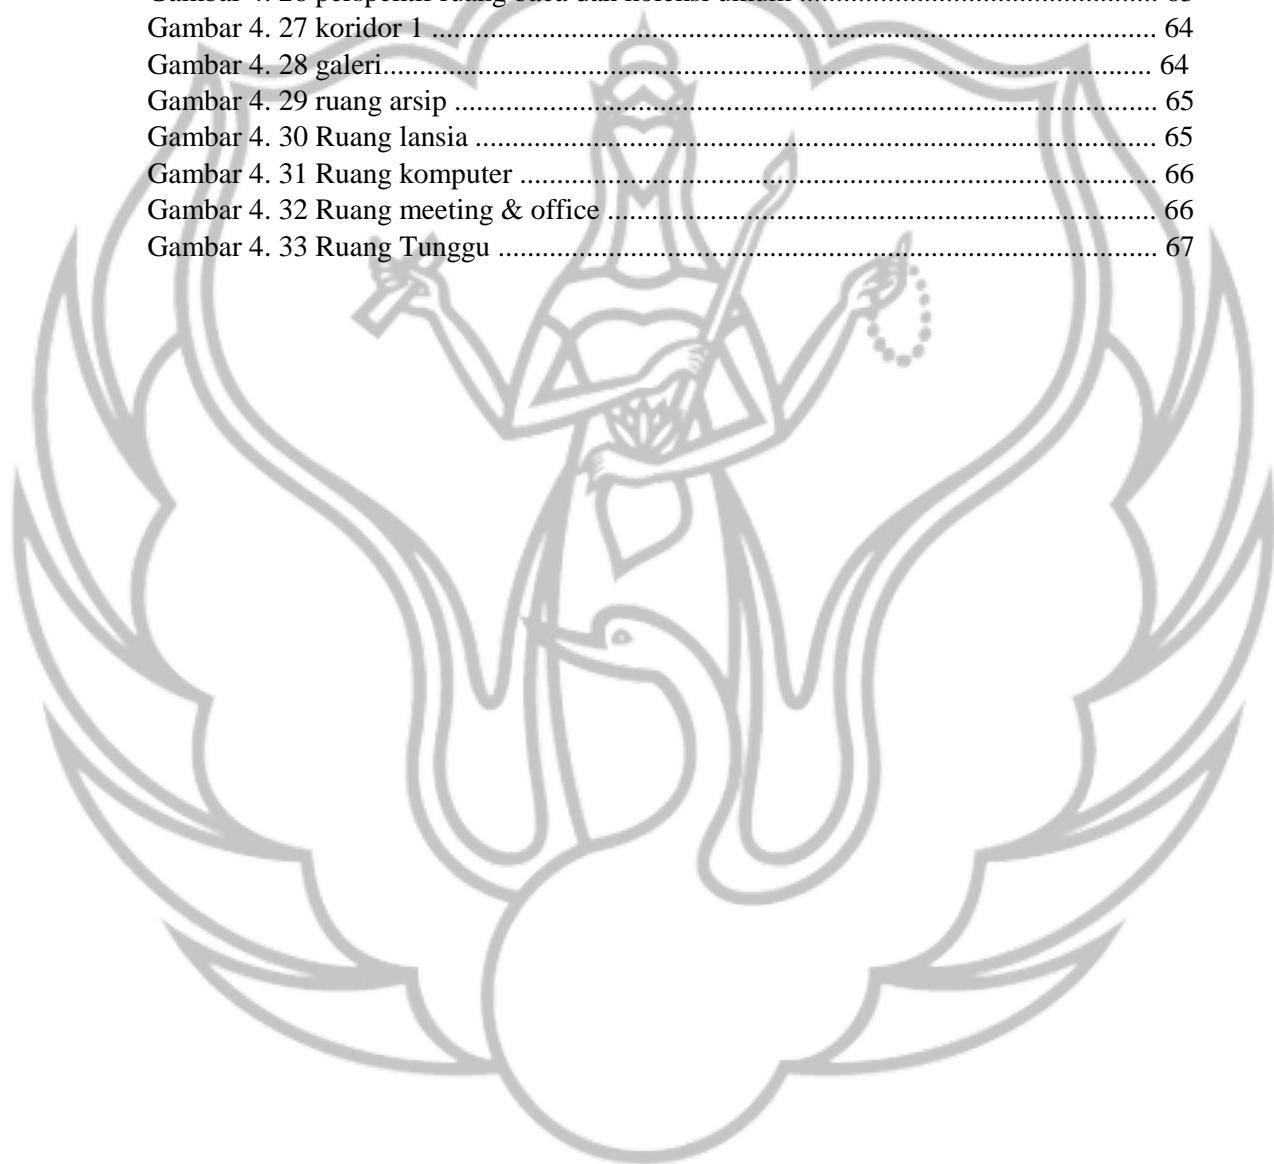 Gambar 4. 27 koridor 1 ........................................................................................................ 64
Gambar 4. 28 galeri........................................................................................................ 64
Gambar 4. 29 ruang arsip ................................................................................................ 65
Gambar 4. 30 Ruang lansia ............................................................................................. 65
Gambar 4. 31 Ruang komputer ....................................................................................... 66
Gambar 4. 32 Ruang meeting & office ........................................................................... 66
Gambar 4. 33 Ruang Tunggu .......................................................................................... 67